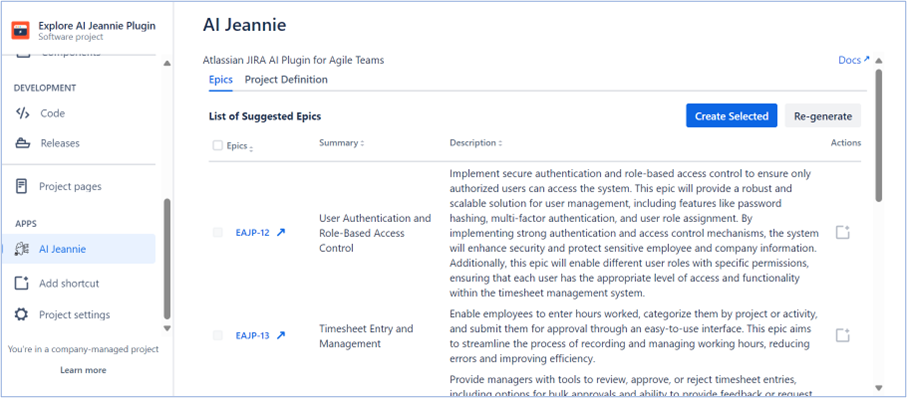 Explore AI Jeannie Plugin
Software project
Components
DEVELOPMENT
Code
Releases
Project pages
APPS
AI Jeannie
Add shortcut
Project settings
You're in a company-managed project
Learn more
AI Jeannie
Atlassian JIRA AI Plugin for Agile Teams
Docs
Epics Project Definition
List of Suggested Epics
Create Selected
Re-generate
Epics Summary Description Actions
EAJP-12
User Authentication and
Role-Based Access
Control
Implement secure authentication and role-based access control to ensure only
authorized users can access the system. This epic will provide a robust and
scalable solution for user management, including features like password
hashing, multi-factor authentication, and user role assignment. By
implementing strong authentication and access control mechanisms, the system
will enhance security and protect sensitive employee and company information.
Additionally, this epic will enable different user roles with specific permissions,
ensuring that each user has the appropriate level of access and functionality
within the timesheet management system.
EAJP-13
Timesheet Entry and
Management
Enable employees to enter hours worked, categorize them by project or activity,
and submit them for approval through an easy-to-use interface. This epic aims
to streamline the process of recording and managing working hours, reducing
errors and improving efficiency.
Provide managers with tools to review, approve, or reject timesheet entries,
including options for bulk approvals and ability to provide feedback or request